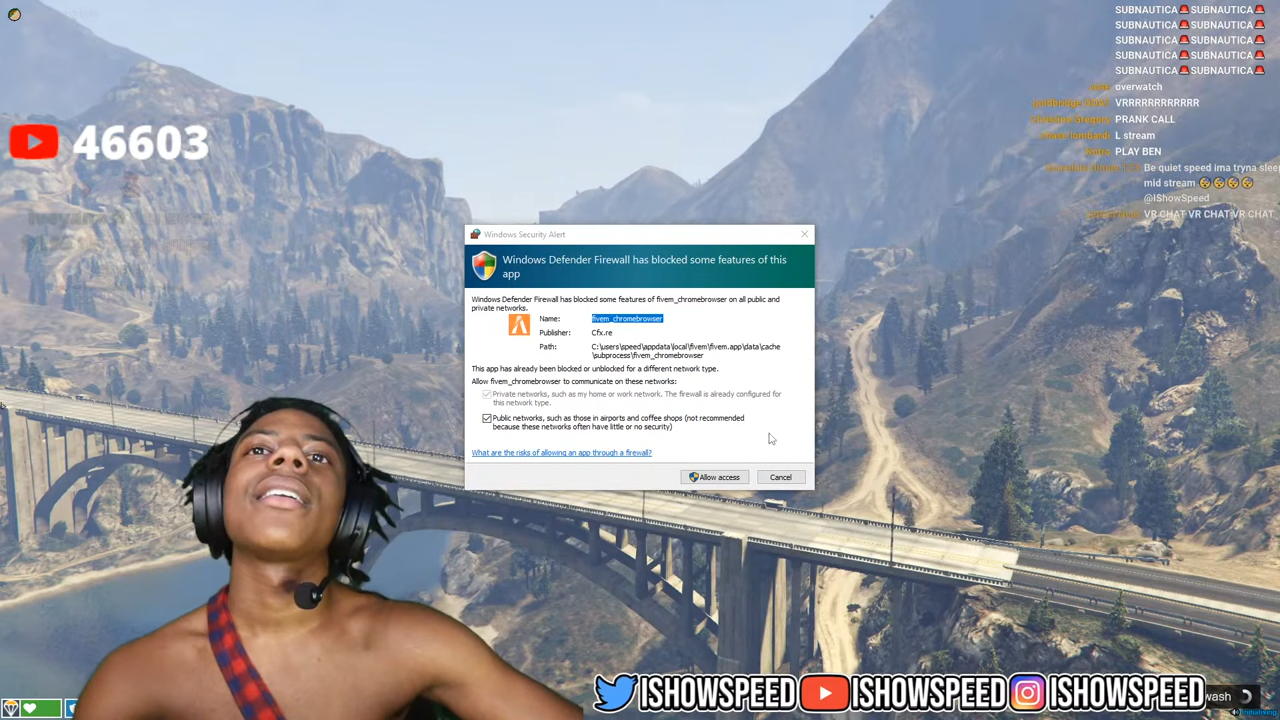 SUBNAUTICA🚨SUBNAUTICA🚨
SUBNAUTICA🚨SUBNAUTICA🚨
SUBNAUTICA🚨SUBNAUTICA🚨
SUBNAUTICA🚨SUBNAUTICA🚨
SUBNAUTICA🚨SUBNAUTICA🚨
overwatch
VRRRRRRRRRRR
PRANK CALL
L stream
PLAY BEN
Be quiet speed ima tryna sleep
mid stream 😴😴😴😴
@IShowSpeed
VR CHAT VR CHAT VR CHAT
46603
Windows Security Alert
Windows Defender Firewall has blocked some features of this
app
Windows Defender Firewall has blocked some features of fivem_chromebrowser on all public and
private networks.
Name: fivem_chromebrowser
Publisher: Cfx.re
Path: C:\users\speed\appdata\local\fivem\fivem.app\data\cache
\subprocess\fivem_chromebrowser
This app has already been blocked or unblocked for a different network type.
Allow fivem_chromebrowser to communicate on these networks:
Private networks, such as my home or work network. The firewall is already configured for
this network type.
Public networks, such as those in airports and coffee shops (not recommended
because these networks often have little or no security)
What are the risks of allowing an app through a firewall?
Allow access Cancel
ISHOWSPEED ISHOWSPEED ISHOWSPEED
wash
Initialising